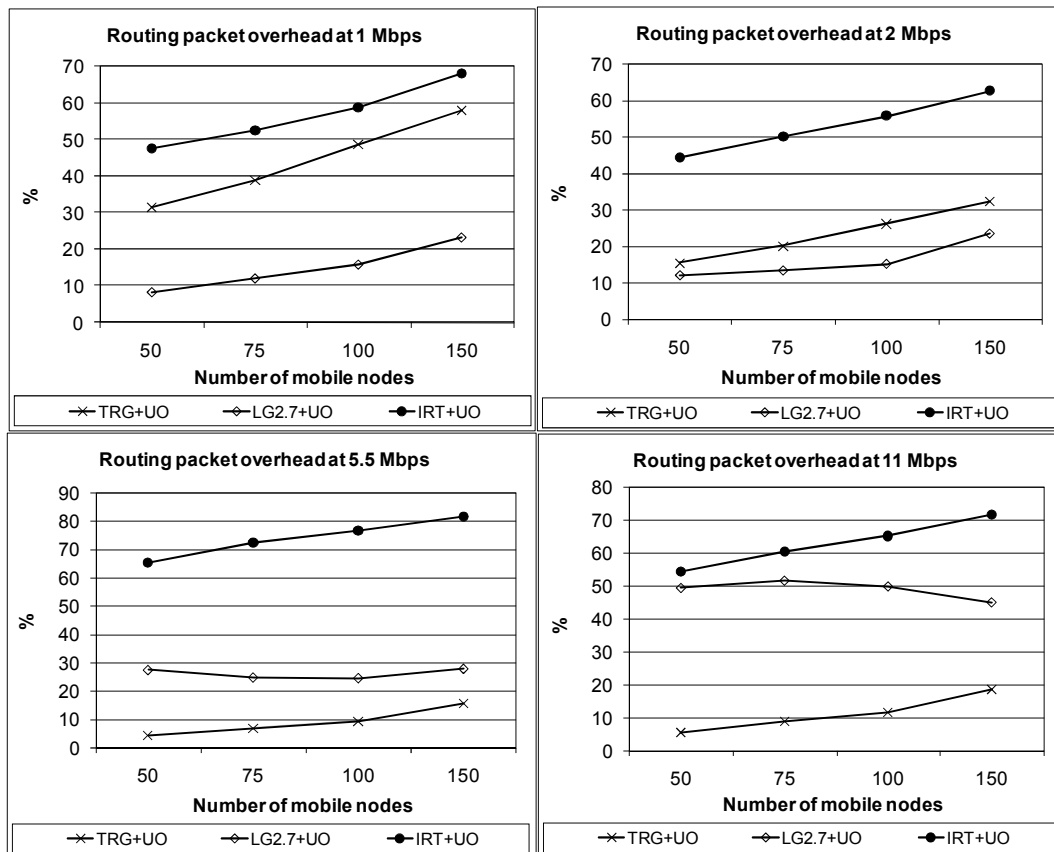 Routing packet overhead at 1 Mbps
70
60
50
40
30
20
10
0
%
50 75 100 150
Number of mobile nodes
TRG+UO LG2.7+UO IRT+UO
Routing packet overhead at 2 Mbps
70
60
50
40
30
20
10
0
%
50 75 100 150
Number of mobile nodes
TRG+UO LG2.7+UO IRT+UO
Routing packet overhead at 5.5 Mbps
90
80
70
60
50
40
30
20
10
0
%
50 75 100 150
Number of mobile nodes
TRG+UO LG2.7+UO IRT+UO
Routing packet overhead at 11 Mbps
80
70
60
50
40
30
20
10
0
%
50 75 100 150
Number of mobile nodes
TRG+UO LG2.7+UO IRT+UO